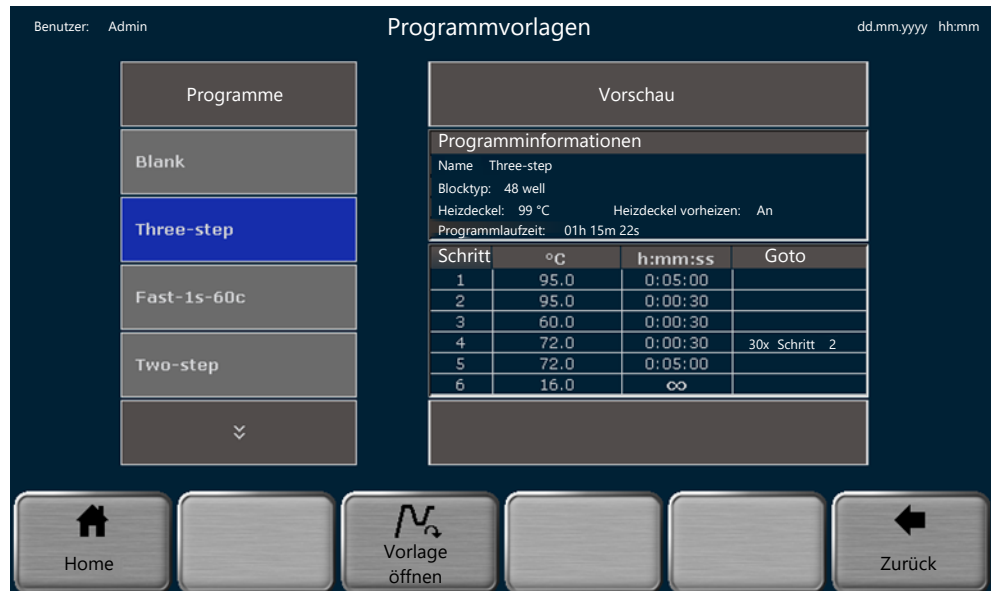 Benutzer: Admin
Programmvorlagen
dd.mm.yyyy hh:mm
Programme
Blank
Three-step
Fast-1s-60c
Two-step
Vorschau
Programminformationen
Name Three-step
Blocktyp: 48 well
Heizdeckel: 99 °C Heizdeckel vorheizen: An
Programmlaufzeit: 01h 15m 22s
Schritt °C h:mm:ss Goto
1 95.0 0:05:00
2 95.0 0:00:30
3 60.0 0:00:30
4 72.0 0:00:30 30x Schritt 2
5 72.0 0:05:00
6 16.0 ∞
Home
Vorlage
öffnen
Zurück